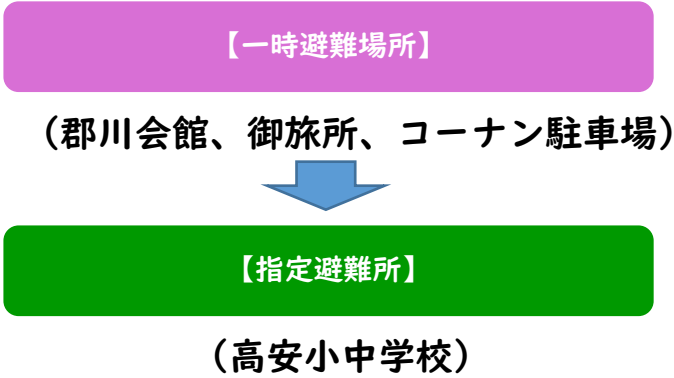 【一時避難場所】
（郡川会館、御旅所、コーナン駐車場）
【指定避難所】
（高安小中学校）